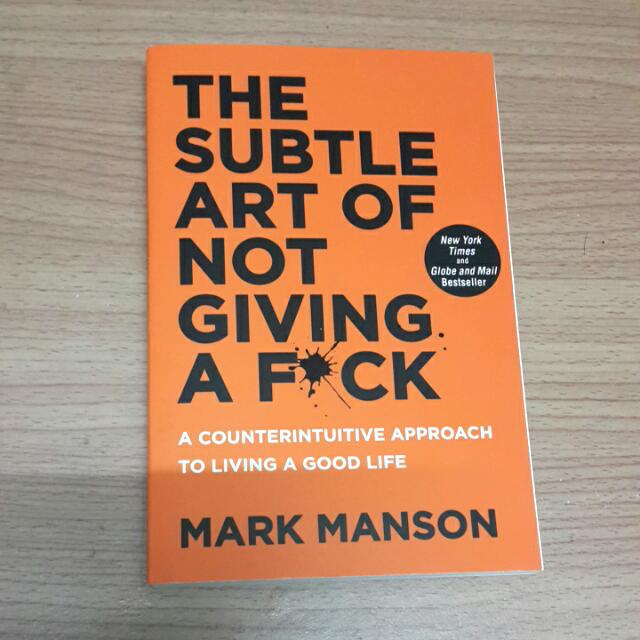 THE
SUBTLE
ART OF
NOT
GIVING
A F*CK
New York
Times
and
Globe and Mail
Bestseller
A COUNTERINTUITIVE APPROACH
TO LIVING A GOOD LIFE
MARK MANSON